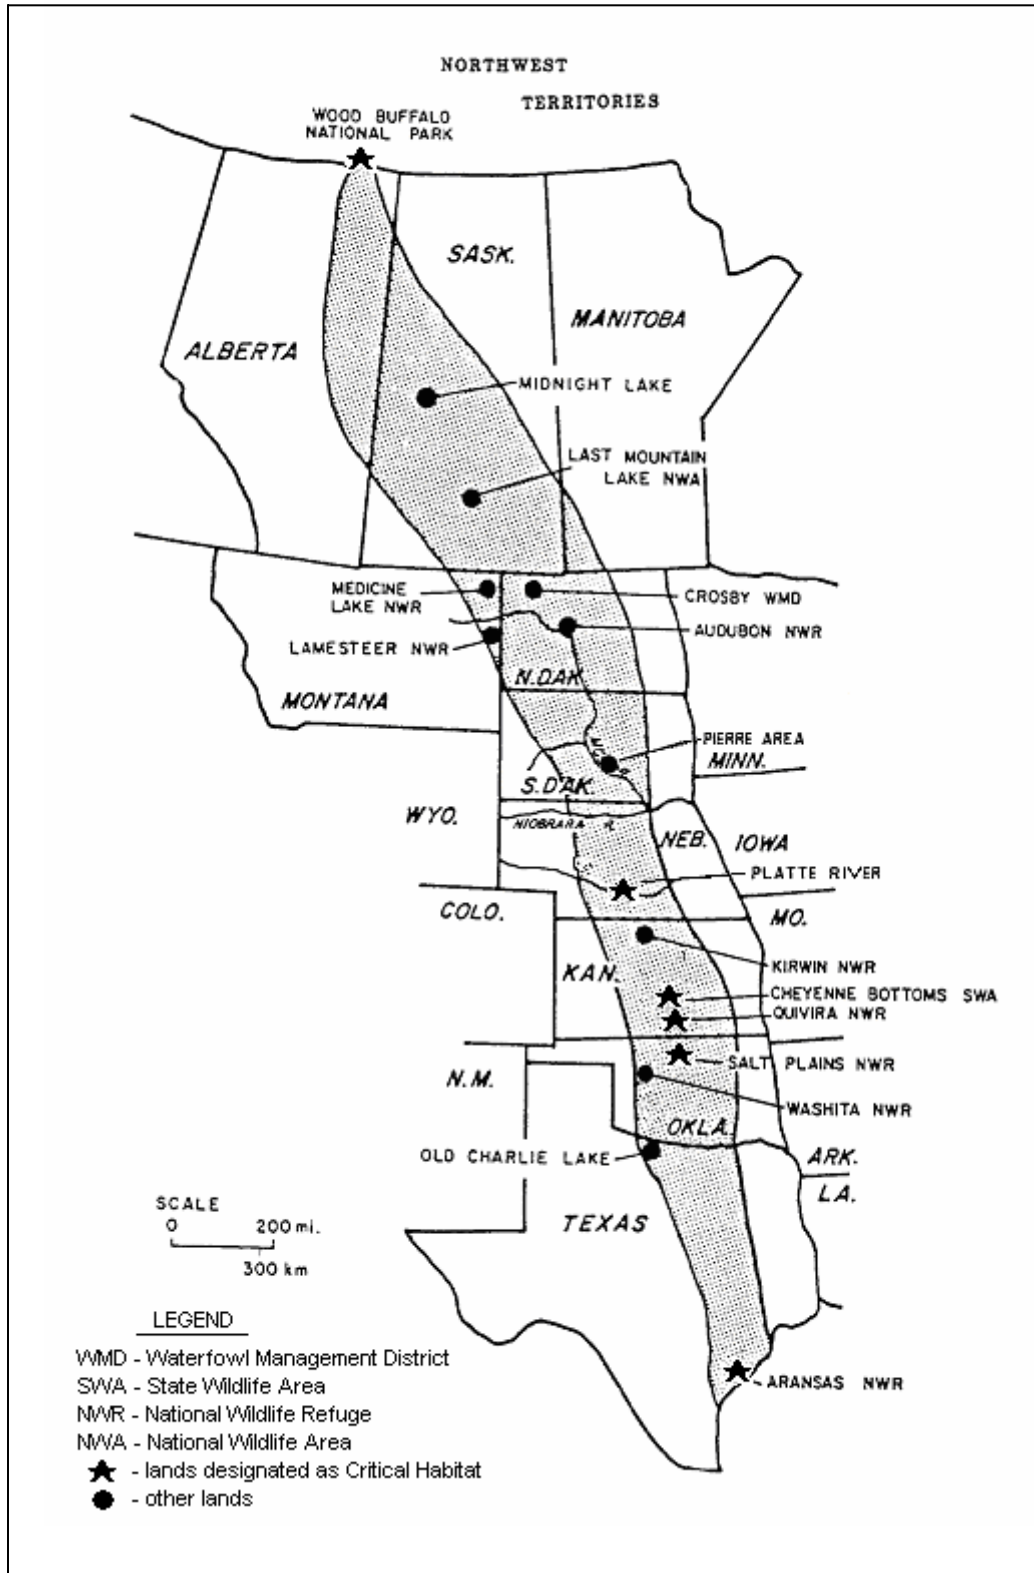 NORTHWEST
TERRITORIES
WOOD BUFFALO
NATIONAL PARK
SASK.
MANITOBA
ALBERTA
MIDNIGHT LAKE
LAST MOUNTAIN
LAKE NWA
MEDICINE
LAKE NWR
CROSBY WMD
LAMESTEER NWR
AUDUBON NWR
N.DAK
MONTANA
PIERRE AREA
MINN.
S.DAK.
WYO.
NIOBRARA R.
NEB.
IOWA
PLATTE RIVER
COLO.
MO.
KIRWIN NWR
KAN.
CHEYENNE BOTTOMS SWA
QUIVIRA NWR
SALT PLAINS NWR
N.M.
WASHITA NWR
OKLA.
OLD CHARLIE LAKE
ARK.
LA.
TEXAS
SCALE
0 200 mi.
300 km
ARANSAS NWR
LEGEND
WMD - Waterfowl Management District
SWA - State Wildlife Area
NWR - National Wildlife Refuge
NWA - National Wildlife Area
- lands designated as Critical Habitat
- other lands